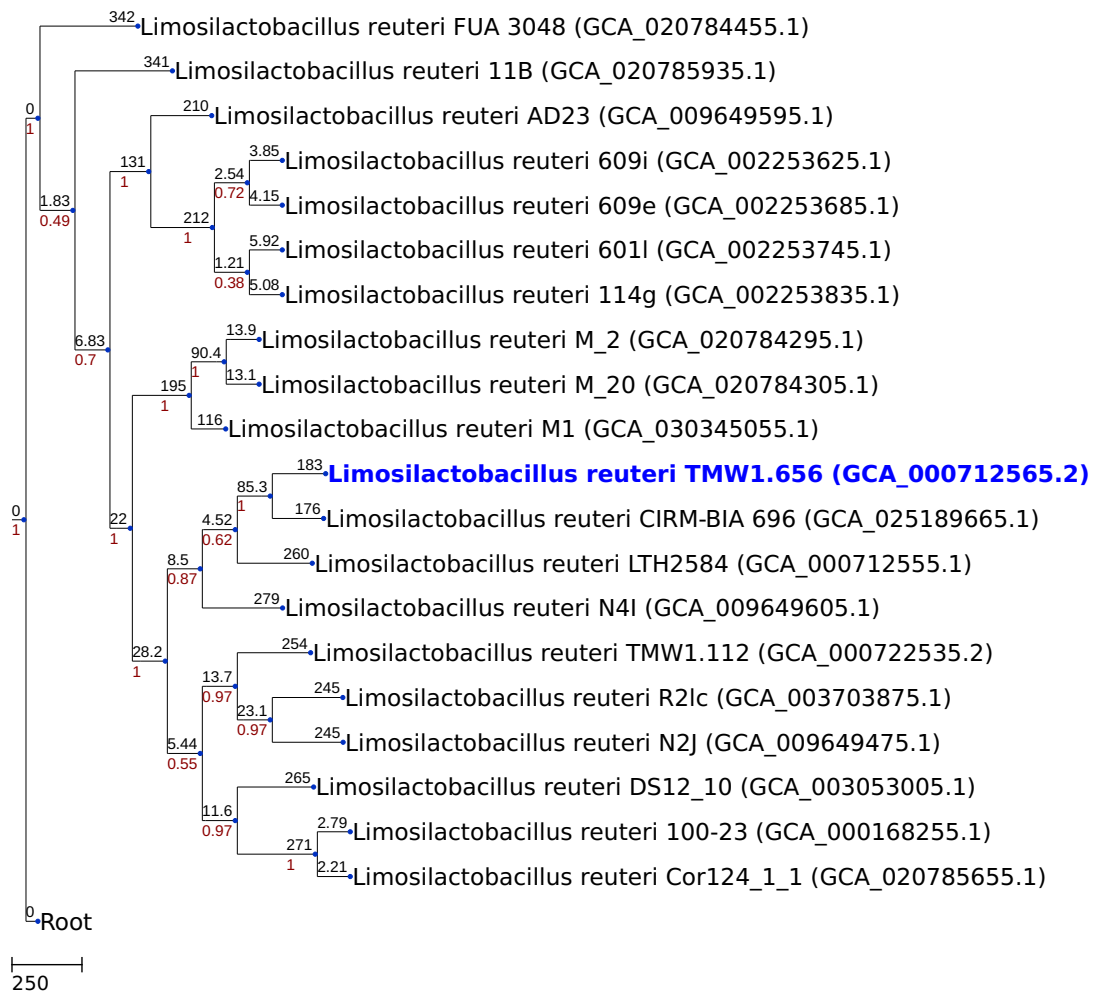 342 Limosilactobacillus reuteri FUA 3048 (GCA_020784455.1)
341 Limosilactobacillus reuteri 11B (GCA_020785935.1)
0
1
210 Limosilactobacillus reuteri AD23 (GCA_009649595.1)
3.85 Limosilactobacillus reuteri 609i (GCA_002253625.1)
131
1
2.54
0.72
4.15 Limosilactobacillus reuteri 609e (GCA_002253685.1)
1.83
0.49
212
1
5.92 Limosilactobacillus reuteri 601l (GCA_002253745.1)
1.21
0.38
5.08 Limosilactobacillus reuteri 114g (GCA_002253835.1)
13.9 Limosilactobacillus reuteri M_2 (GCA_020784295.1)
6.83
0.7
90.4
1
13.1 Limosilactobacillus reuteri M_20 (GCA_020784305.1)
195
1
116 Limosilactobacillus reuteri M1 (GCA_030345055.1)
183 Limosilactobacillus reuteri TMW1.656 (GCA_000712565.2)
85.3
1
0
1
176 Limosilactobacillus reuteri CIRM-BIA 696 (GCA_025189665.1)
22
1
4.52
0.62
260 Limosilactobacillus reuteri LTH2584 (GCA_000712555.1)
8.5
0.87
279 Limosilactobacillus reuteri N4I (GCA_009649605.1)
254 Limosilactobacillus reuteri TMW1.112 (GCA_000722535.2)
28.2
1
13.7
0.97
245 Limosilactobacillus reuteri R2lc (GCA_003703875.1)
23.1
0.97
245 Limosilactobacillus reuteri N2J (GCA_009649475.1)
5.44
0.55
265 Limosilactobacillus reuteri DS12_10 (GCA_003053005.1)
11.6
0.97
2.79 Limosilactobacillus reuteri 100-23 (GCA_000168255.1)
271
1
2.21 Limosilactobacillus reuteri Cor124_1_1 (GCA_020785655.1)
0 Root
250